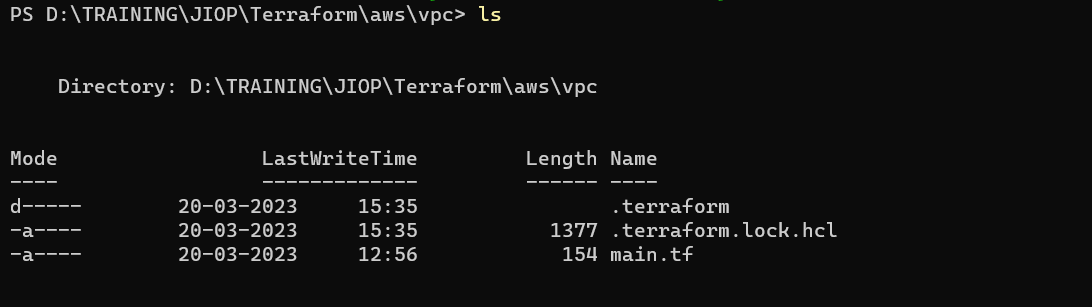 PS D:\TRAINING\JIOP\Terraform\aws\vpc> ls
Directory: D:\TRAINING\JIOP\Terraform\aws\vpc
Mode                 LastWriteTime         Length Name
----                 -------------         ------ ----
d-----        20-03-2023     15:35                .terraform
-a----        20-03-2023     15:35           1377 .terraform.lock.hcl
-a----        20-03-2023     12:56            154 main.tf